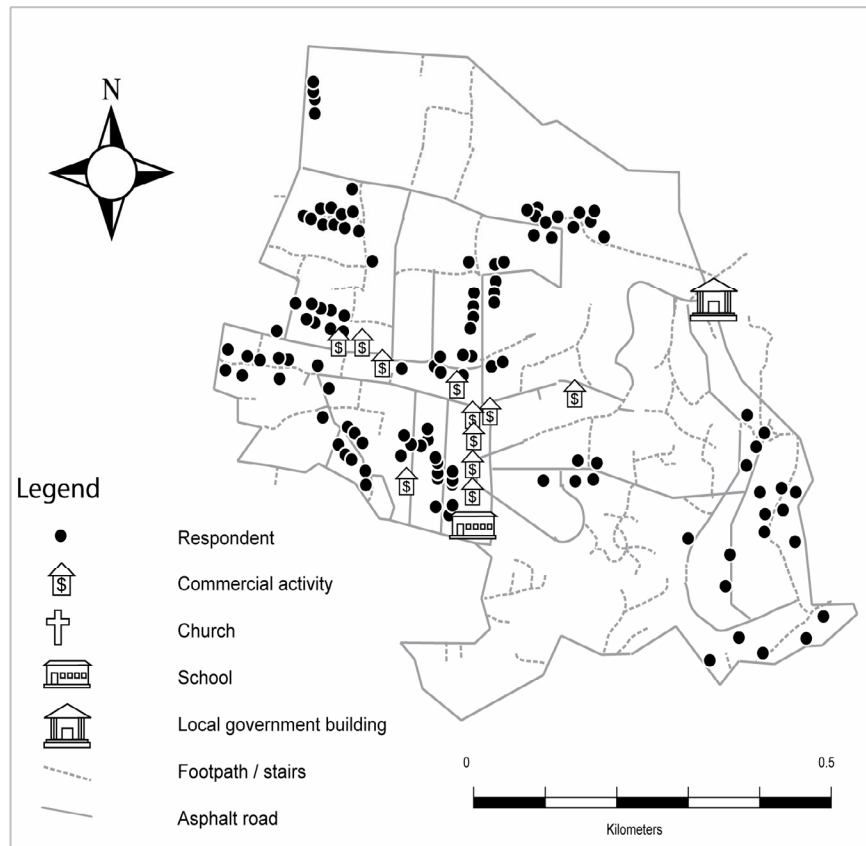 N
$
$
$
$
$
$
$
$
$
$
$
Legend
Respondent
$
Commercial activity
Church
School
Local government building
Footpath / stairs
Asphalt road
0
0.5
Kilometers